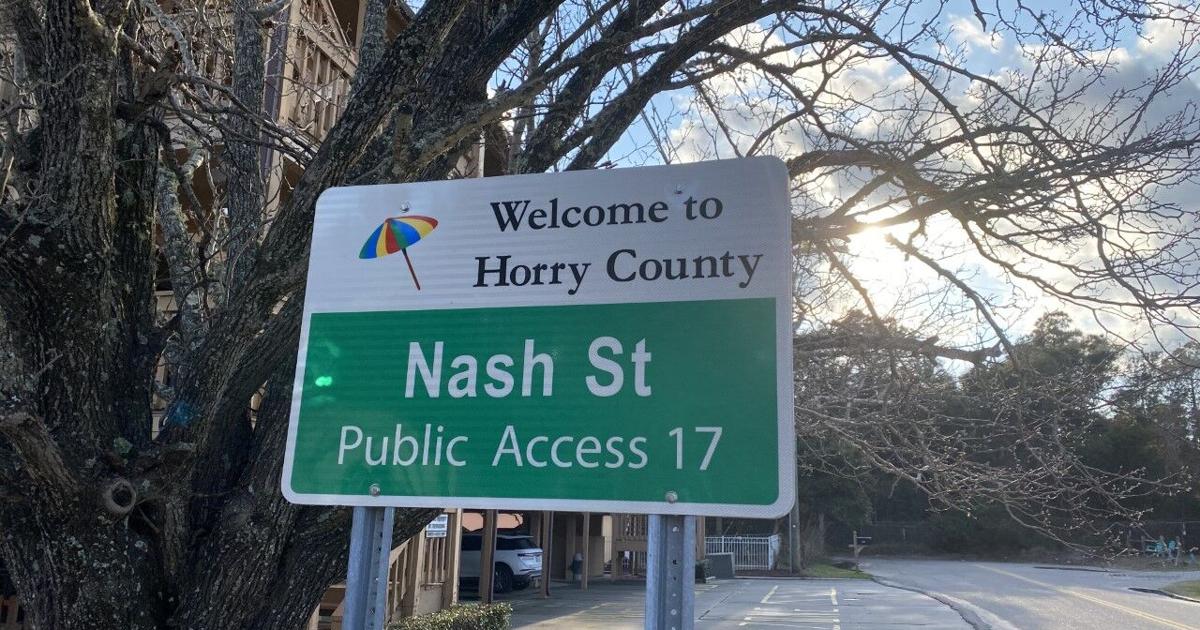 Welcome to
Horry County
Nash St
Public Access 17